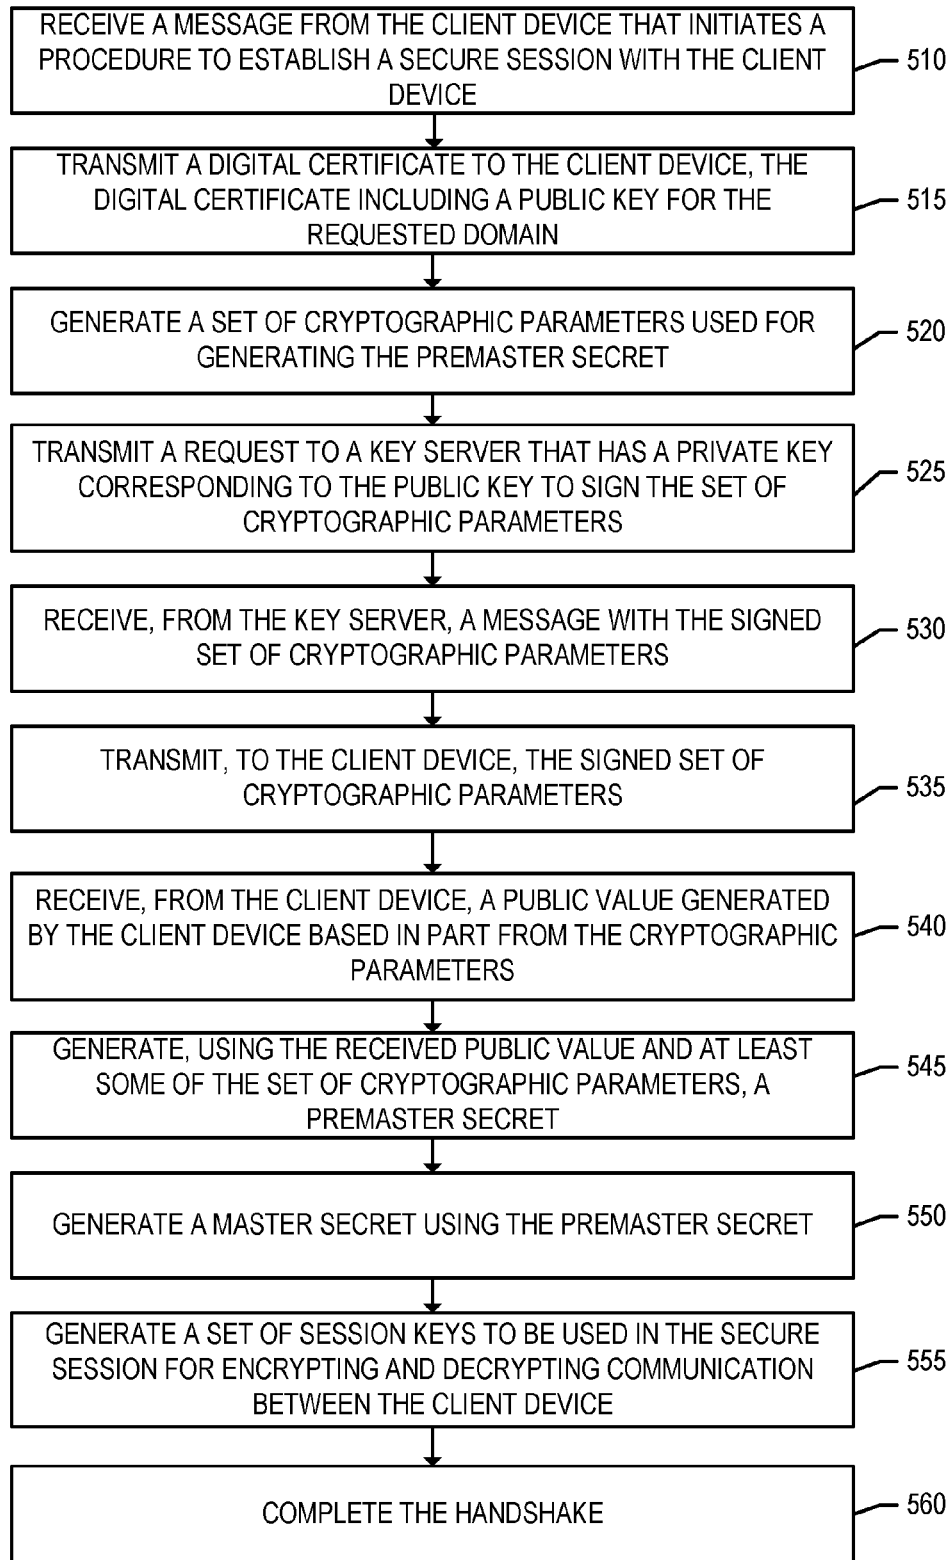 RECEIVE A MESSAGE FROM THE CLIENT DEVICE THAT INITIATES A
PROCEDURE TO ESTABLISH A SECURE SESSION WITH THE CLIENT
DEVICE
510
TRANSMIT A DIGITAL CERTIFICATE TO THE CLIENT DEVICE, THE
DIGITAL CERTIFICATE INCLUDING A PUBLIC KEY FOR THE
REQUESTED DOMAIN
515
GENERATE A SET OF CRYPTOGRAPHIC PARAMETERS USED FOR
GENERATING THE PREMASTER SECRET
520
TRANSMIT A REQUEST TO A KEY SERVER THAT HAS A PRIVATE KEY
CORRESPONDING TO THE PUBLIC KEY TO SIGN THE SET OF
CRYPTOGRAPHIC PARAMETERS
525
RECEIVE, FROM THE KEY SERVER, A MESSAGE WITH THE SIGNED
SET OF CRYPTOGRAPHIC PARAMETERS
530
TRANSMIT, TO THE CLIENT DEVICE, THE SIGNED SET OF
CRYPTOGRAPHIC PARAMETERS
535
RECEIVE, FROM THE CLIENT DEVICE, A PUBLIC VALUE GENERATED
BY THE CLIENT DEVICE BASED IN PART FROM THE CRYPTOGRAPHIC
PARAMETERS
540
GENERATE, USING THE RECEIVED PUBLIC VALUE AND AT LEAST
SOME OF THE SET OF CRYPTOGRAPHIC PARAMETERS, A
PREMASTER SECRET
545
GENERATE A MASTER SECRET USING THE PREMASTER SECRET
550
GENERATE A SET OF SESSION KEYS TO BE USED IN THE SECURE
SESSION FOR ENCRYPTING AND DECRYPTING COMMUNICATION
BETWEEN THE CLIENT DEVICE
555
COMPLETE THE HANDSHAKE
560